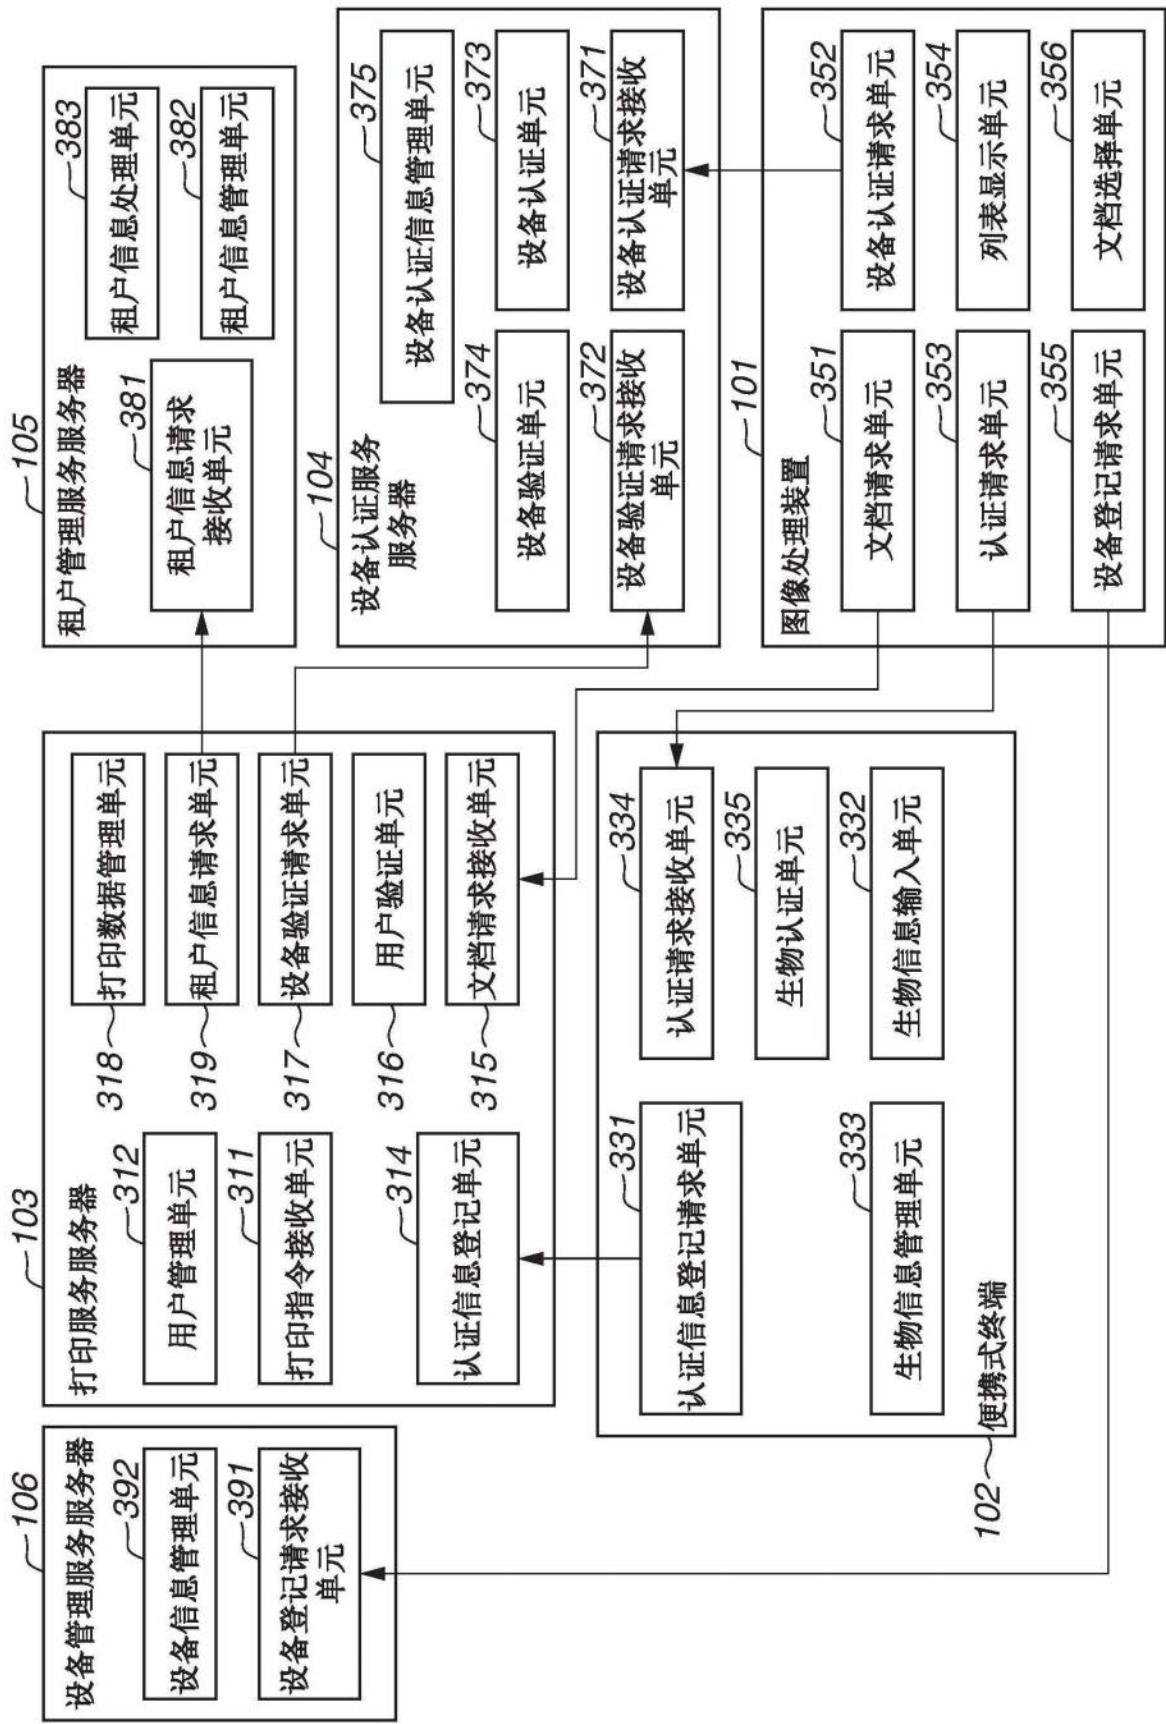 106
设备管理服务服务器
392
设备信息管理单元
391
设备登记请求接收
单元
103
打印服务服务器
312
用户管理单元
311
打印指令接收单元
314
认证信息登记单元
318
打印数据管理单元
319
租户信息请求单元
317
设备验证请求单元
316
用户验证单元
315
文档请求接收单元
105
租户管理服务服务器
381
租户信息请求
接收单元
383
租户信息处理单元
382
租户信息管理单元
104
设备认证服务
服务器
375
设备认证信息管理单元
374
设备验证单元
373
设备认证单元
372
设备验证请求接收
单元
371
设备认证请求接收
单元
102
便携式终端
331
认证信息登记请求单元
333
生物信息管理单元
334
认证请求接收单元
335
生物认证单元
332
生物信息输入单元
101
图像处理装置
351
文档请求单元
352
设备认证请求单元
353
认证请求单元
354
列表显示单元
355
设备登记请求单元
356
文档选择单元